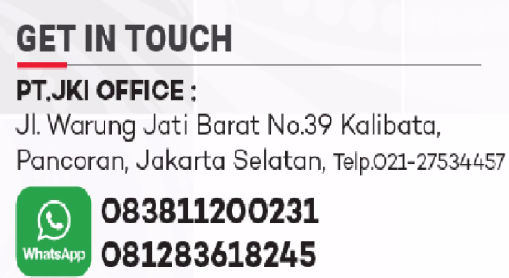 GET IN TOUCH
PT.JKI OFFICE :
Jl. Warung Jati Barat No.39 Kalibata,
Pancoran, Jakarta Selatan, Telp.021-27534457
083811200231
WhatsApp
081283618245